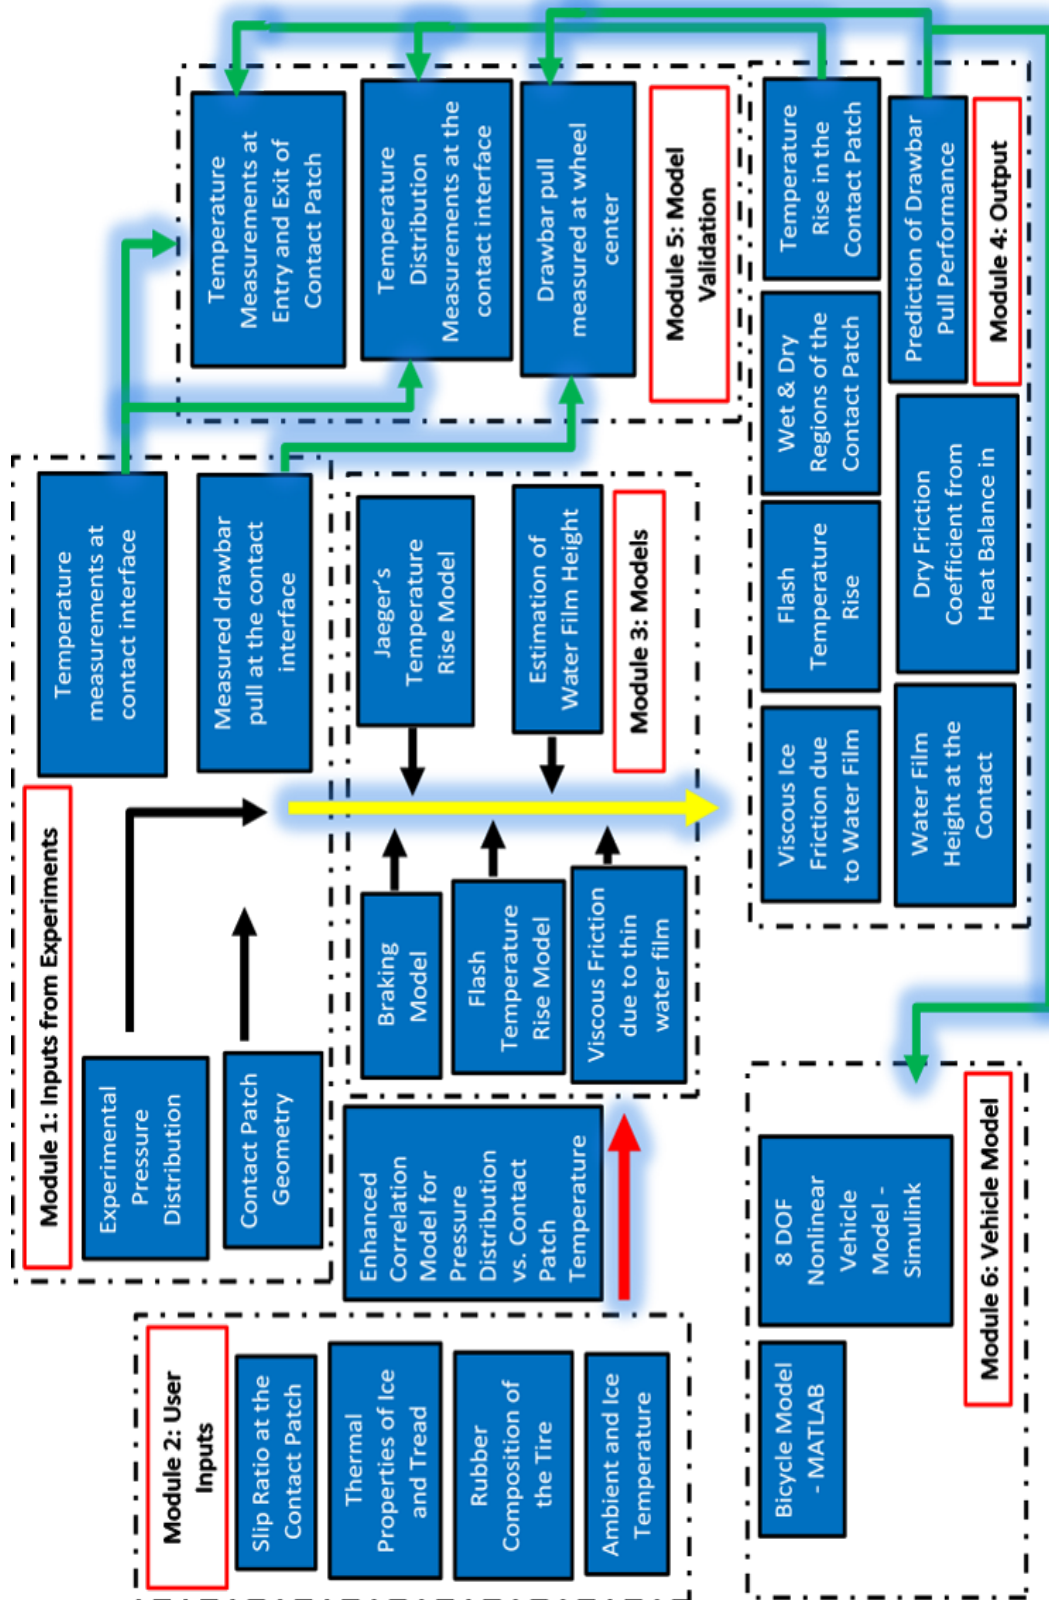 Module 1: Inputs from Experiments
Experimental
Pressure
Distribution
Contact Patch
Geometry
Temperature
measurements at
contact interface
Measured drawbar
pull at the contact
interface
Module 2: User
Inputs
Slip Ratio at the
Contact Patch
Thermal
Properties of Ice
and Tread
Rubber
Composition of
the Tire
Ambient and Ice
Temperature
Enhanced
Correlation
Model for
Pressure
Distribution
vs. Contact
Patch
Temperature
Braking
Model
Flash
Temperature
Rise Model
Viscous Friction
due to thin
water film
Jaeger's
Temperature
Rise Model
Estimation of
Water Film Height
Module 3: Models
Temperature
Measurements at
Entry and Exit of
Contact Patch
Temperature
Distribution
Measurements at the
contact interface
Drawbar pull
measured at wheel
center
Module 5: Model
Validation
Bicycle Model
- MATLAB
8 DOF
Nonlinear
Vehicle
Model -
Simulink
Module 6: Vehicle Model
Viscous Ice
Friction due
to Water Film
Flash
Temperature
Rise
Wet & Dry
Regions of the
Contact Patch
Temperature
Rise in the
Contact Patch
Water Film
Height at the
Contact
Dry Friction
Coefficient from
Heat Balance in
Prediction of Drawbar
Pull Performance
Module 4: Output